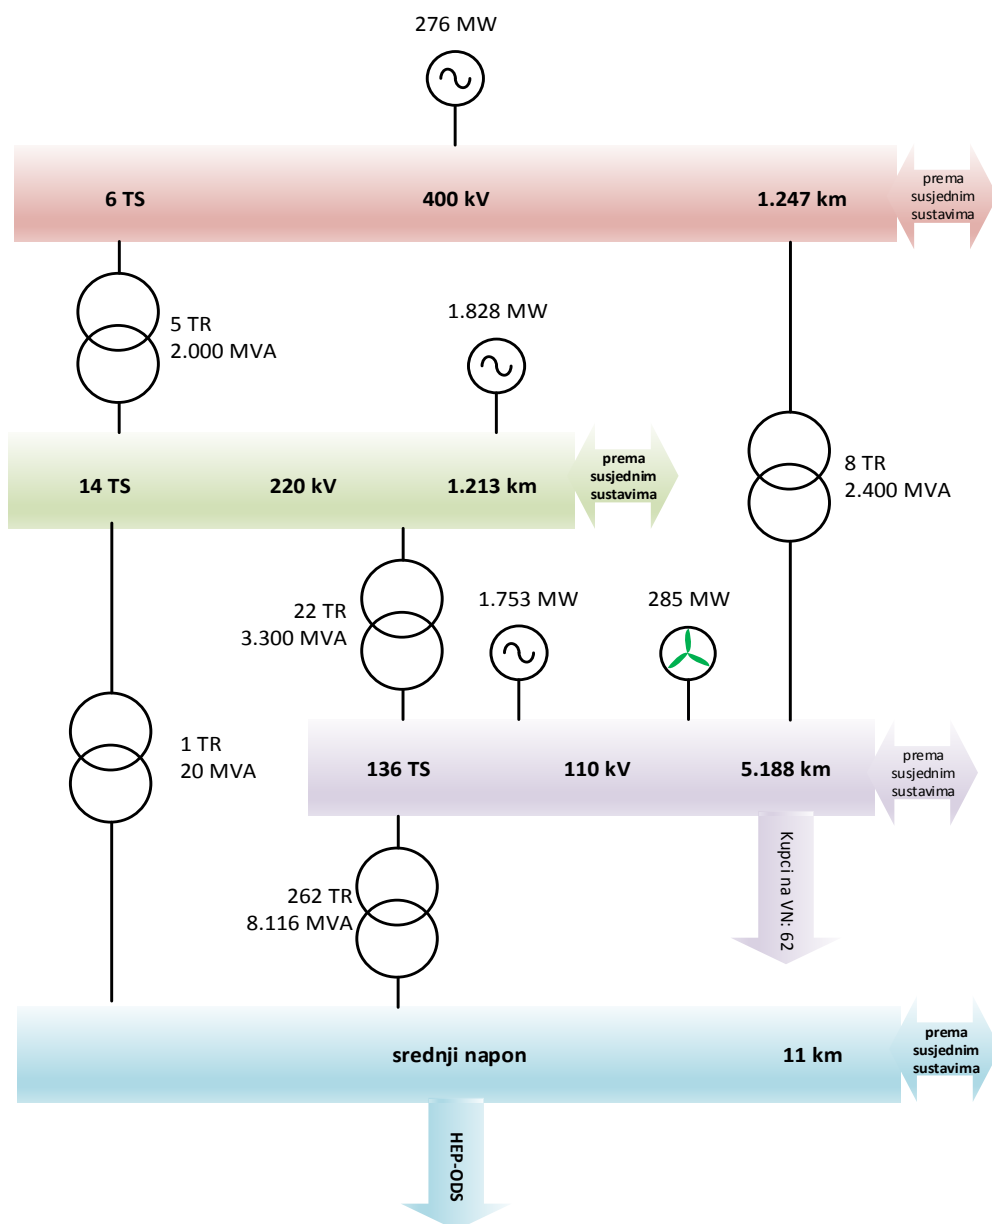 276 MW
6 TS 400 kV 1.247 km
prema
susjednim
sustavima
5 TR
2.000 MVA
1.828 MW
14 TS 220 kV 1.213 km
prema
susjednim
sustavima
8 TR
2.400 MVA
22 TR
3.300 MVA
1.753 MW
285 MW
1 TR
20 MVA
136 TS 110 kV 5.188 km
prema
susjednim
sustavima
Kupci na VN: 62
262 TR
8.116 MVA
srednji napon 11 km
prema
susjednim
sustavima
HEP-ODS